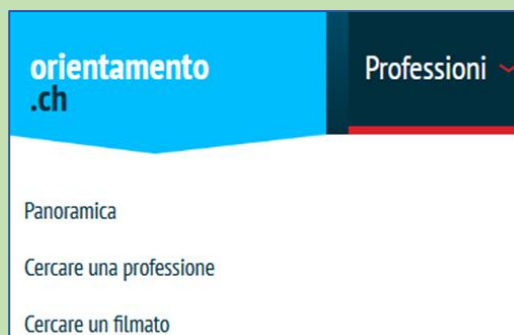 orientamento
.ch
Professioni
Panoramica
Cercare una professione
Cercare un filmato